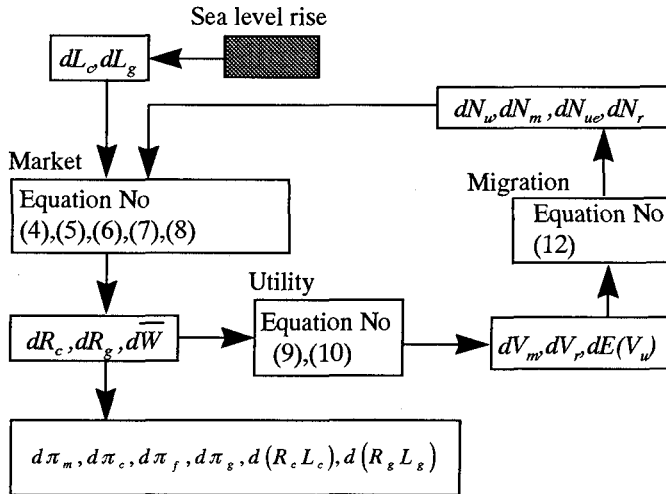 Sea level rise
dL_c, dL_g
dN_u, dN_m, dN_ue, dN_r
Market
Equation No
(4),(5),(6),(7),(8)
Migration
Equation No
(12)
Utility
Equation No
(9),(10)
dR_c, dR_g, d\overline{W}
dV_m, dV_r, dE(V_u)
dπ_m, dπ_c, dπ_f, dπ_g, d(R_c L_c), d(R_g L_g)